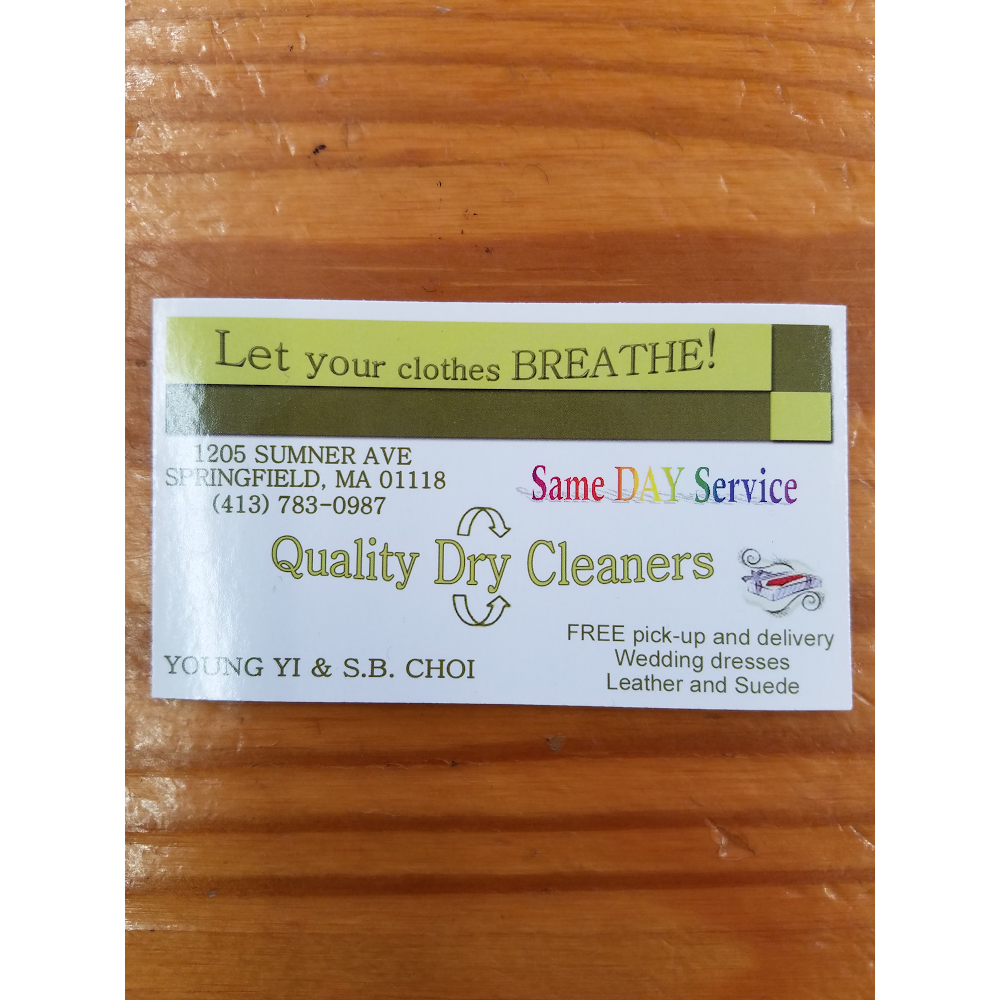 Let your clothes BREATHE!
1205 SUMNER AVE
SPRINGFIELD, MA 01118
(413) 783-0987
Same DAY Service
Quality Dry Cleaners
FREE pick-up and delivery
Wedding dresses
Leather and Suede
YOUNG YI & S.B. CHOI